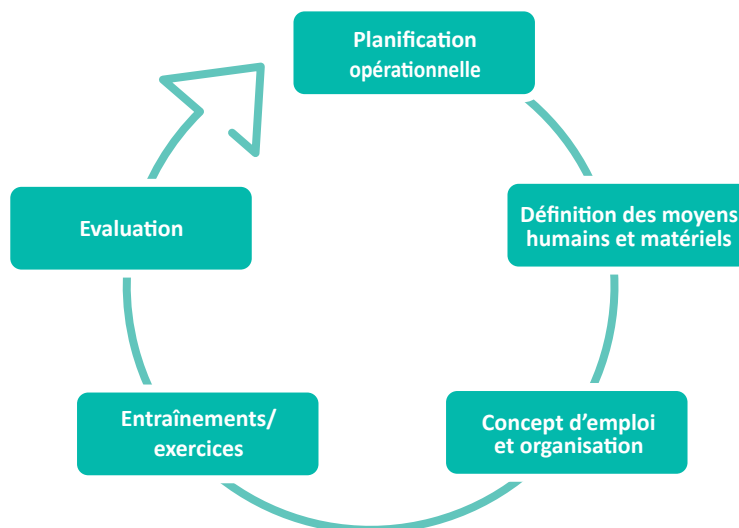 Planification
opérationnelle
Définition des moyens
humains et matériels
Concept d’emploi
et organisation
Entraînements/
exercices
Evaluation